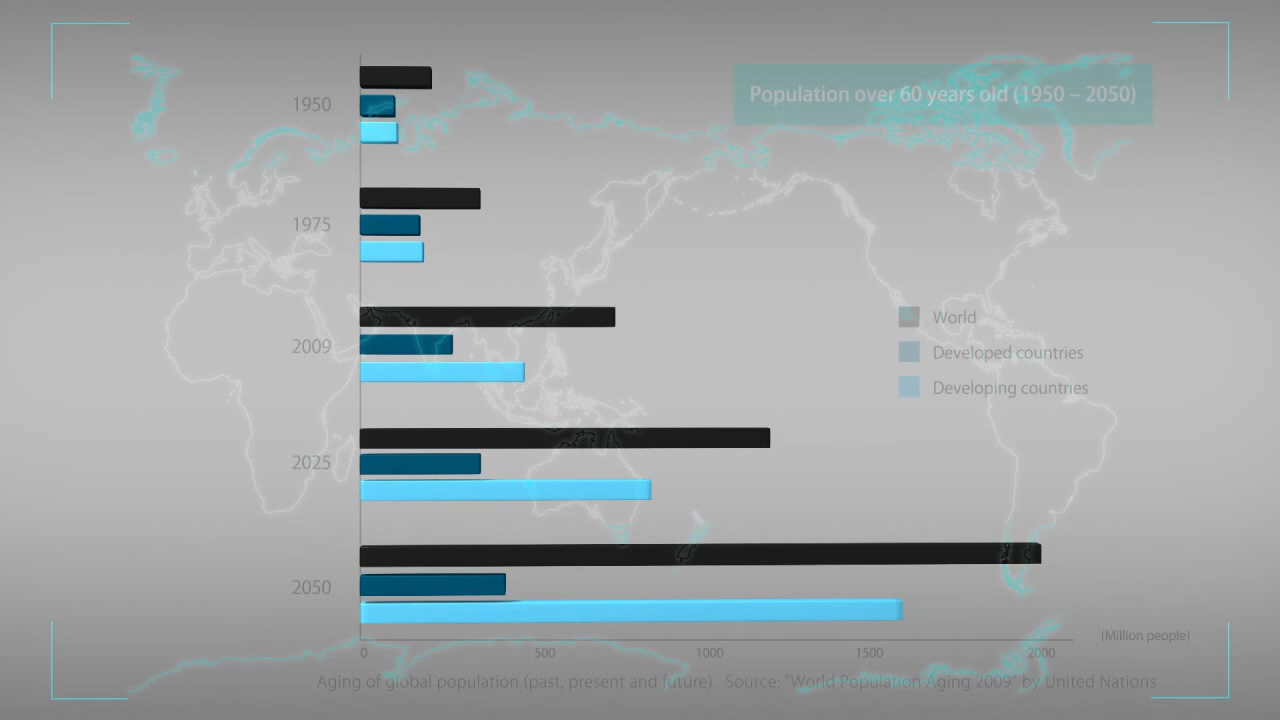 Population over 60 years old (1950 – 2050)
1950
1975
2009
2025
2050
World
Developed countries
Developing countries
(Million people)
0 500 1000 1500 2000
Aging of global population (past, present and future) Source: "World Population Aging 2009" by United Nations